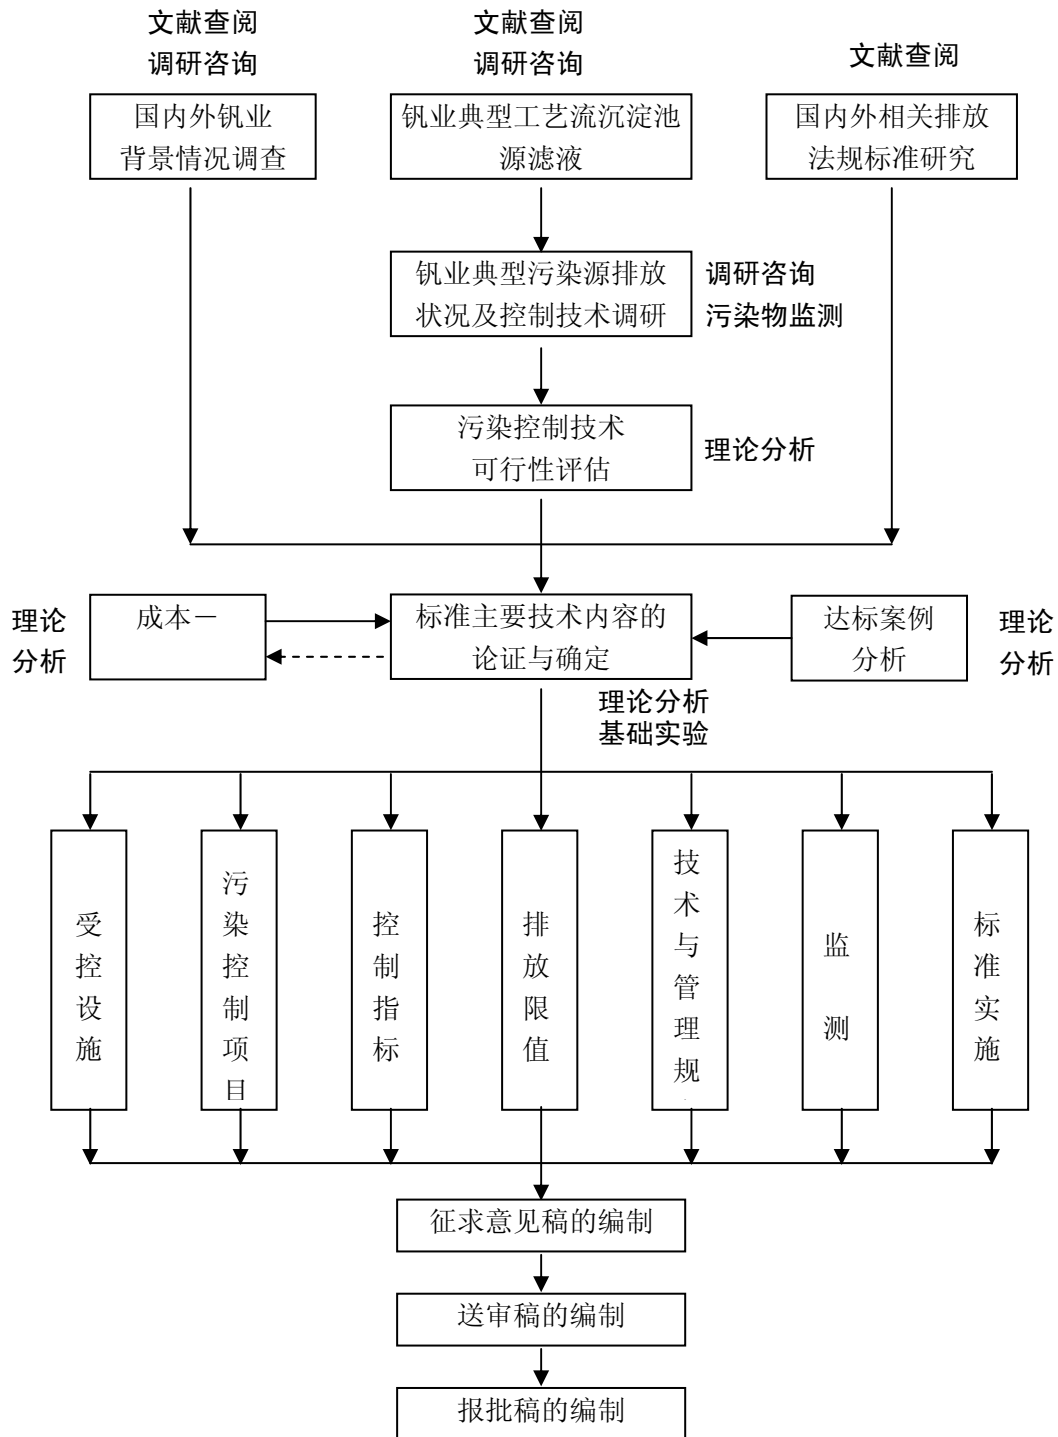 文献查阅
调研咨询
文献查阅
调研咨询
文献查阅
国内外钒业
背景情况调查
钒业典型工艺流沉淀池
源滤液
国内外相关排放
法规标准研究
钒业典型污染源排放
状况及控制技术调研
调研咨询
污染物监测
污染控制技术
可行性评估
理论分析
理论
分析
成本－
标准主要技术内容的
论证与确定
达标案例
分析
理论
分析
理论分析
基础实验
受控设施
污染控制项目
控制指标
排放限值
技术与管理规
监测
标准实施
征求意见稿的编制
送审稿的编制
报批稿的编制